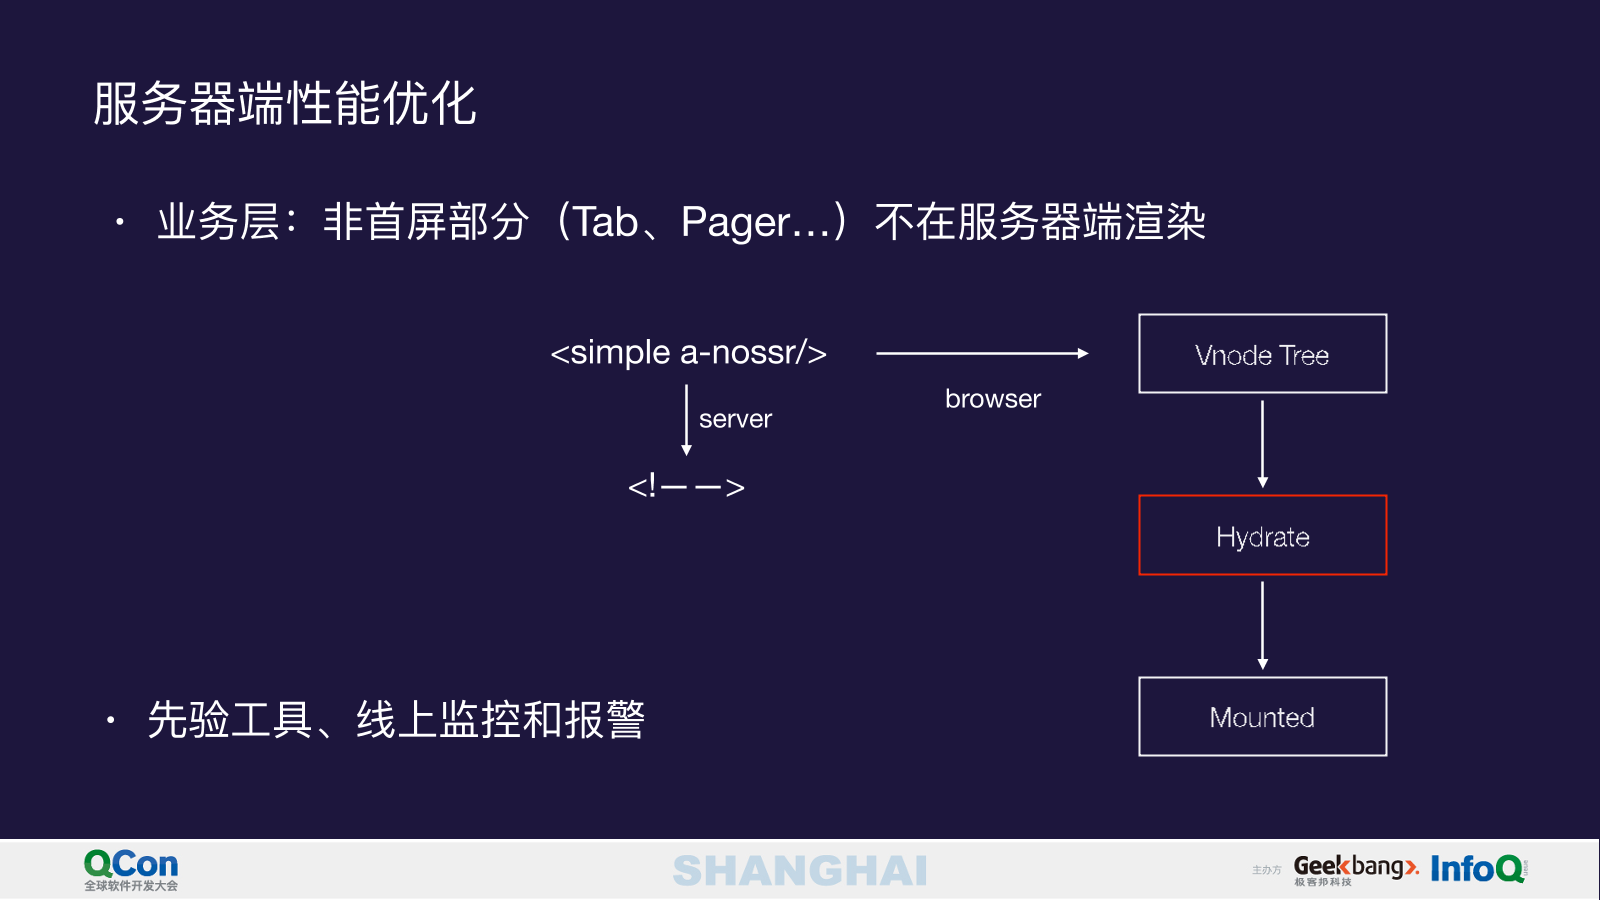 服务器端性能优化
• 业务层：非首屏部分（Tab、Pager...）不在服务器端渲染
<simple a-nossr/>
browser
server
<!— —>
Vnode Tree
Hydrate
Mounted
• 先验工具、线上监控和报警
QCon
全球软件开发大会
SHANGHAI
主办方
Geekbang>.
极客邦科技
InfoQ